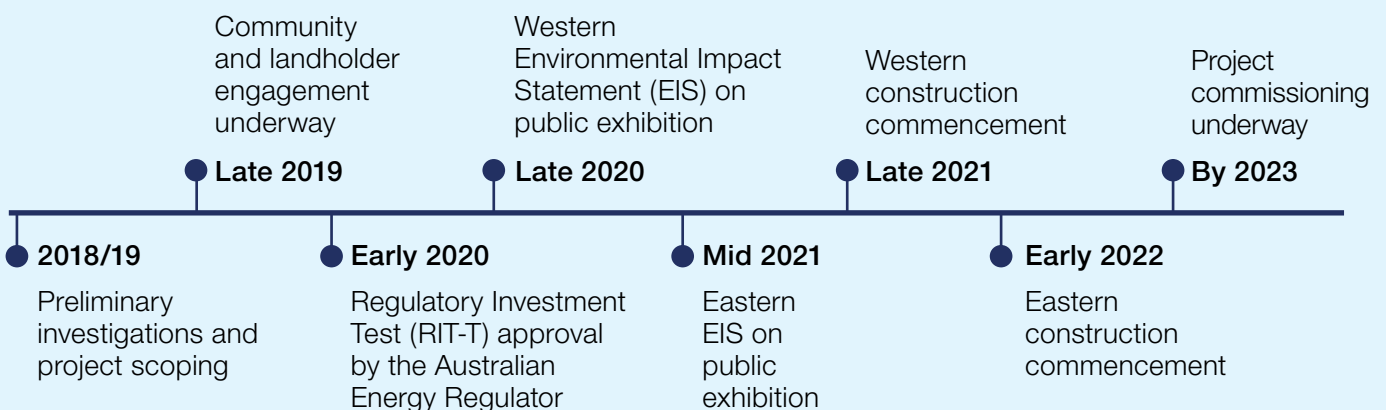 2018/19
Preliminary
investigations and
project scoping
Community
and landholder
engagement
underway
Late 2019
Early 2020
Regulatory Investment
Test (RIT-T) approval
by the Australian
Energy Regulator
Western
Environmental Impact
Statement (EIS) on
public exhibition
Late 2020
Mid 2021
Eastern
EIS on
public
exhibition
Western
construction
commencement
Late 2021
Early 2022
Eastern
construction
commencement
Project
commissioning
underway
By 2023